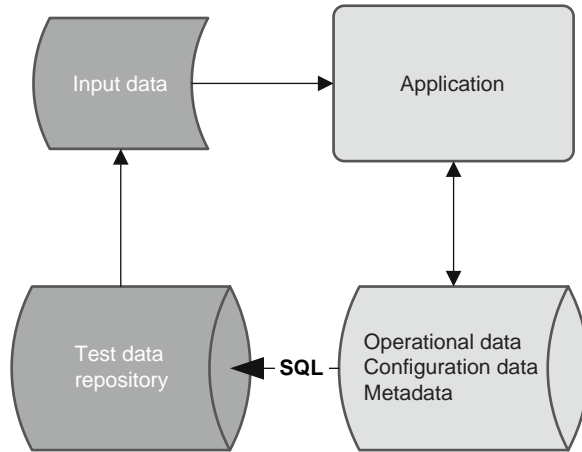 Input data
Application
Test data
repository
SQL
Operational data
Configuration data
Metadata